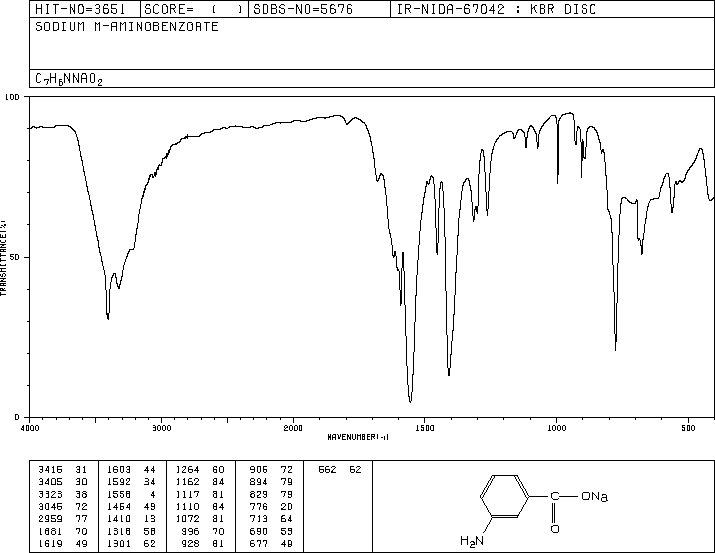 HIT-NO=3651 SCORE= ( ) SDBS-NO=5676 IR-NIDA-67042 : KBR DISC
SODIUM M-AMINOBENZOATE
C7H6NNAO2
100
50
0
TRANSMITTANCE(%)
4000 3000 2000 1500 1000 500
WAVENUMBER(-1)
3415 31 1603 44 1264 60 906 72 562 62
3405 30 1592 34 1162 84 894 79
3323 38 1558 4 1117 81 829 79
3045 72 1454 49 1110 84 776 20
2959 77 1410 13 1072 81 713 64
1681 70 1318 58 996 70 690 53
1619 49 1301 62 928 81 677 49
C ONa
O
H2N